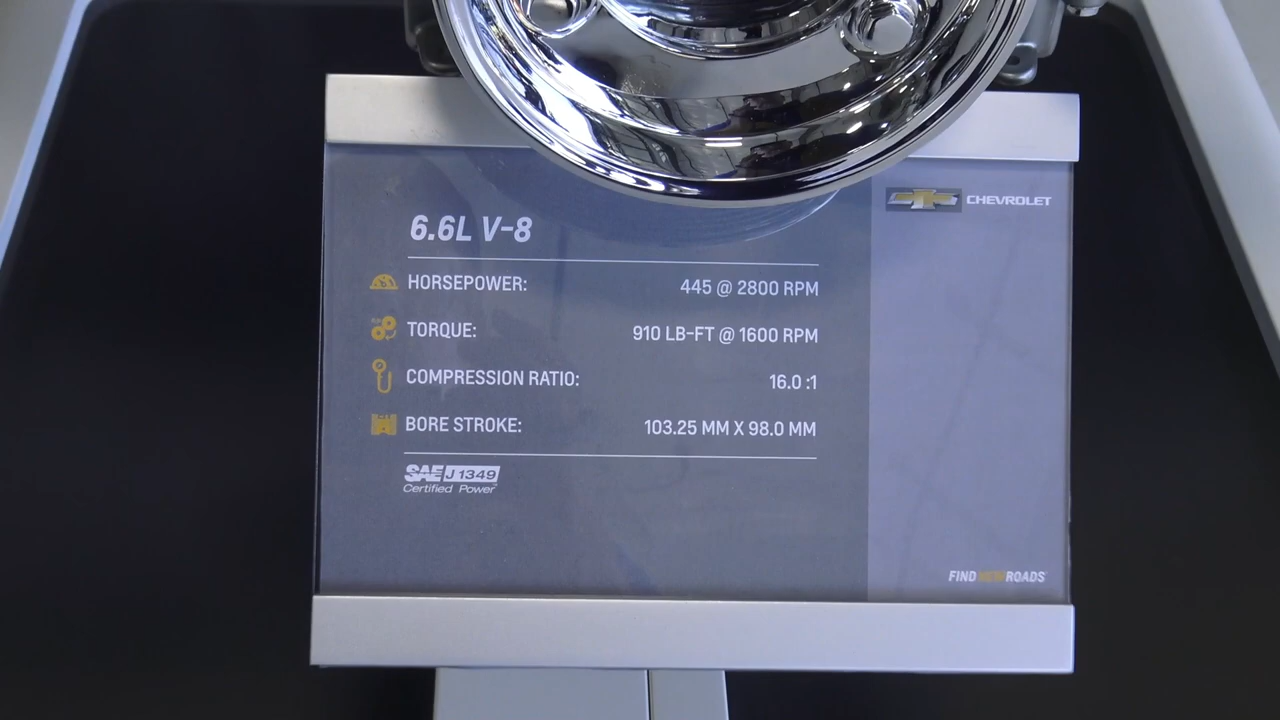 CHEVROLET
6.6L V-8
HORSEPOWER: 445 @ 2800 RPM
TORQUE: 910 LB-FT @ 1600 RPM
COMPRESSION RATIO: 16.0 :1
BORE STROKE: 103.25 MM X 98.0 MM
SAE J1349
Certified Power
FIND NEW ROADS